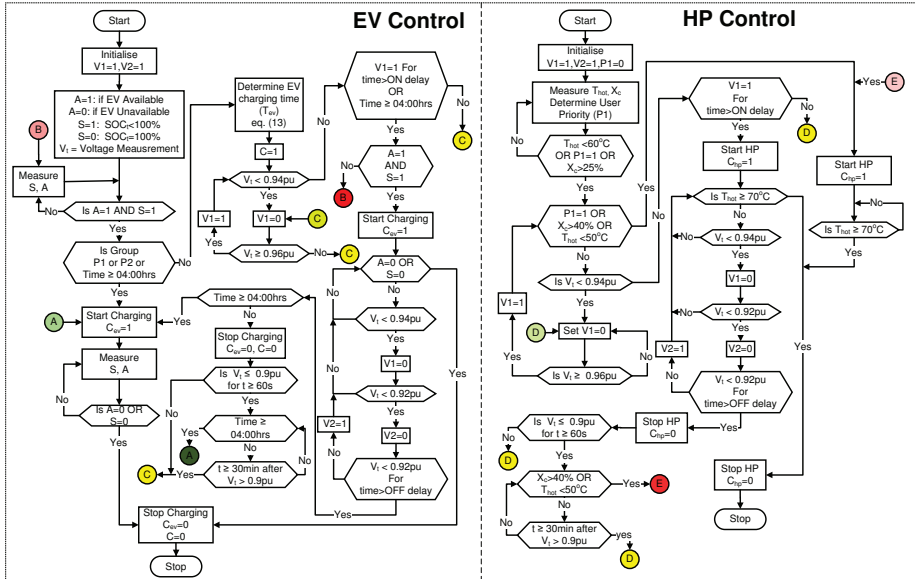 EV Control
Start
Initialise
V1=1,V2=1
A=1: if EV Available
A=0: if EV Unavailable
S=1: SOCt<100%
S=0: SOCt=100%
Vt = Voltage Measurement
B
Measure
S, A
No
Is A=1 AND S=1
Yes
Is Group
P1 or P2 or
Time ≥ 04:00hrs
No
Yes
A
Start Charging
Cev=1
Measure
S, A
No
Is A=0 OR
S=0
Yes
Stop Charging
Cev=0
C=0
Stop
Determine EV
charging time
(Tev)
eq. (13)
C=1
Vt < 0.94pu
No
Yes
V1=1
V1=0
C
Yes
Vt ≥ 0.96pu
No
C
V1=1 For
time>ON delay
OR
Time ≥ 04:00hrs
No
C
Yes
A=1
AND
S=1
No
B
Yes
Start Charging
Cev=1
A=0 OR
S=0
No
Yes
No
Vt < 0.94pu
Yes
V1=0
No
Vt < 0.92pu
Yes
V2=1
V2=0
No
Vt < 0.92pu
For
time>OFF delay
Yes
Time ≥ 04:00hrs
Yes
No
Stop Charging
Cev=0, C=0
Is Vt ≤ 0.9pu
for t ≥ 60s
No
Yes
Time ≥
04:00hrs
Yes
A
No
t ≥ 30min after
Vt > 0.9pu
Yes
C
HP Control
Start
Initialise
V1=1,V2=1,P1=0
Measure Thot, Xc
Determine User
Priority (P1)
No
Thot <60°C
OR P1=1 OR
Xc>25%
Yes
P1=1 OR
Xc>40% OR
Thot <50°C
Yes
No
Is Vt < 0.94pu
No
Yes
V1=1
D
Set V1=0
Yes
No
Is Vt ≥ 0.96pu
V1=1
For
time>ON delay
No
D
Yes
Start HP
Chp=1
Is Thot ≥ 70°C
No
No
Vt < 0.94pu
Yes
V1=0
No
Vt < 0.92pu
Yes
V2=1
V2=0
No
Vt < 0.92pu
For
time>OFF delay
Yes
Yes
E
Yes
Start HP
Chp=1
No
Is Thot ≥ 70°C
Yes
Stop HP
Chp=0
Is Vt ≤ 0.9pu
for t ≥ 60s
No
D
Yes
Xc>40% OR
Thot <50°C
Yes
E
No
No
t ≥ 30min after
Vt > 0.9pu
yes
D
Stop HP
Chp=0
Stop